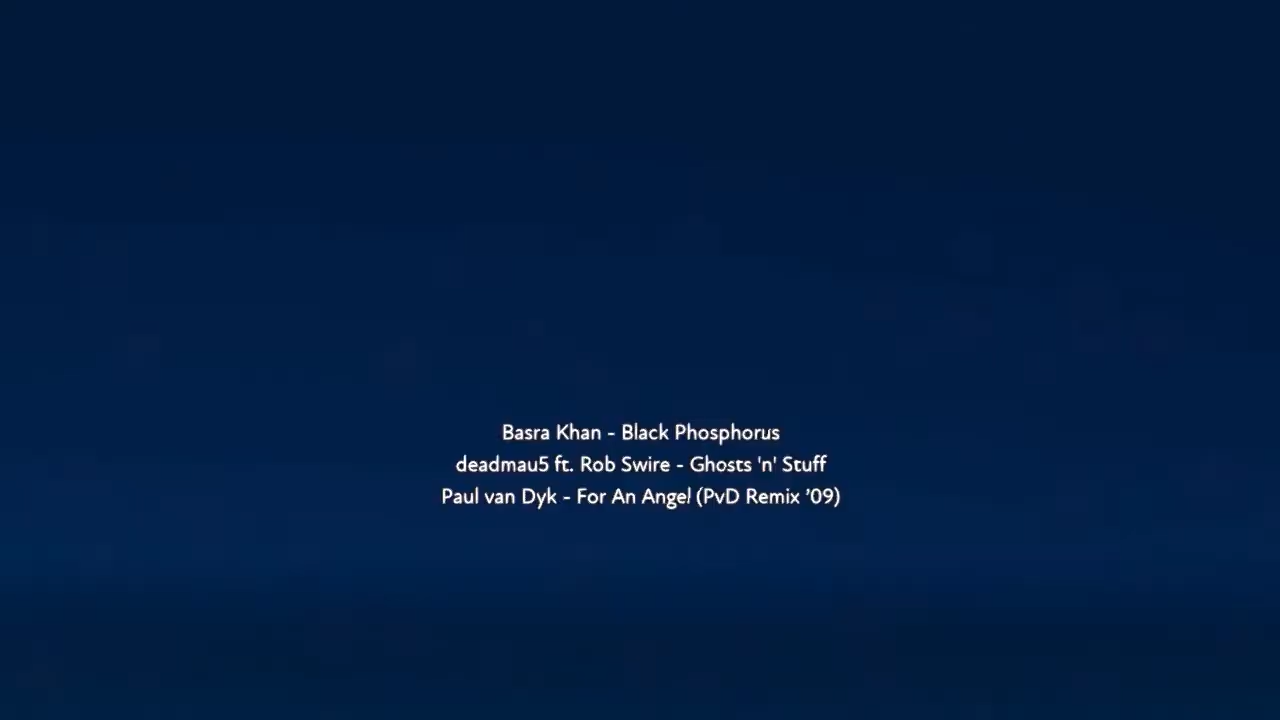 Basra Khan - Black Phosphorus
deadmau5 ft. Rob Swire - Ghosts 'n' Stuff
Paul van Dyk - For An Angel (PvD Remix ’09)